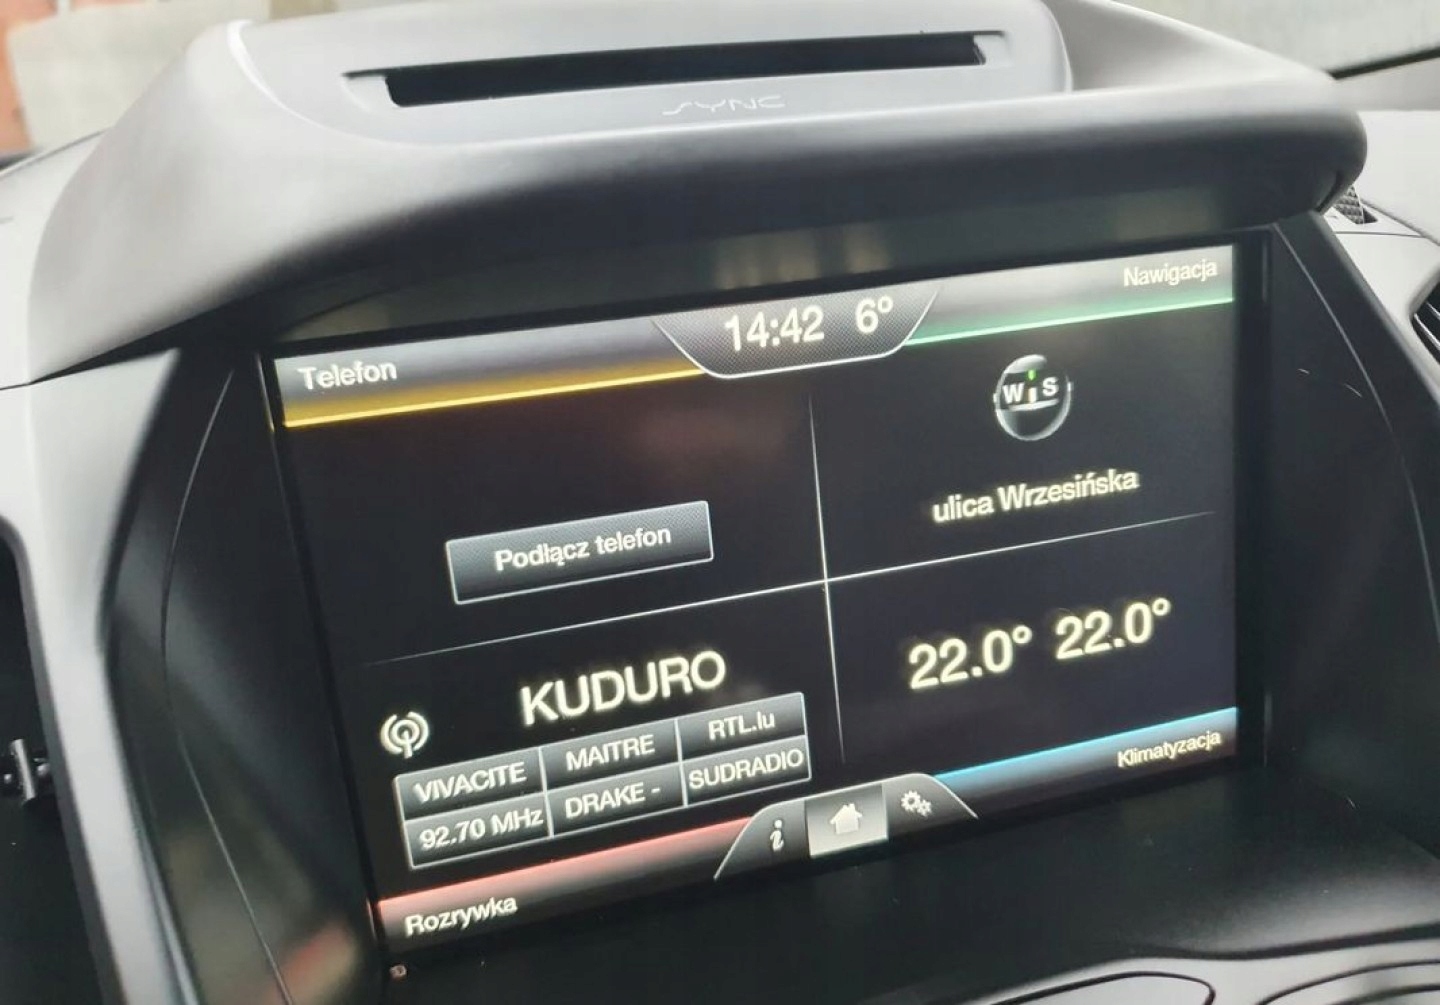 SYNC
Telefon
14:42 6°
Nawigacja
W S
ulica Wrzesińska
Podłącz telefon
KUDURO
VIVACITE MAITRE RTL.lu
92.70 MHz DRAKE - SUDRADIO
22.0° 22.0°
Klimatyzacja
i
Rozrywka